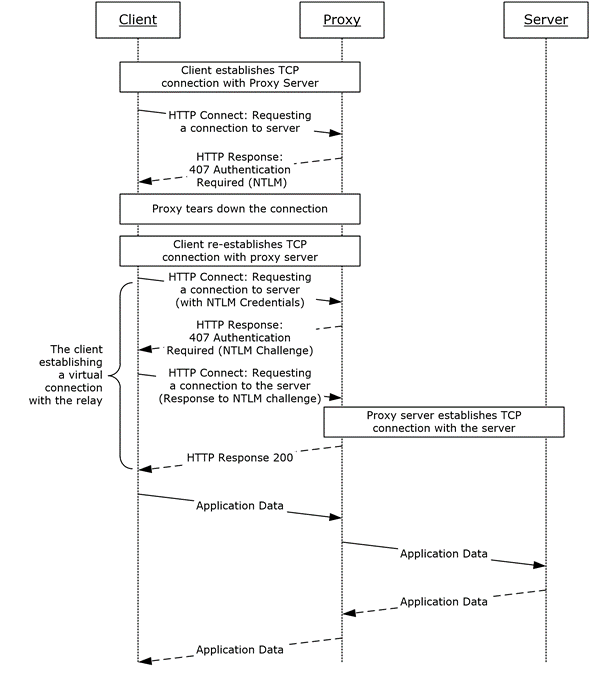 Client
Proxy
Server
Client establishes TCP
connection with Proxy Server
HTTP Connect: Requesting
a connection to server
HTTP Response:
407 Authentication
Required (NTLM)
Proxy tears down the connection
Client re-establishes TCP
connection with proxy server
HTTP Connect: Requesting
a connection to server
(with NTLM Credentials)
HTTP Response:
407 Authentication
Required (NTLM Challenge)
The client
establishing
a virtual
connection
with the relay
HTTP Connect: Requesting
a connection to the server
(Response to NTLM challenge)
Proxy server establishes TCP
connection with the server
HTTP Response 200
Application Data
Application Data
Application Data
Application Data